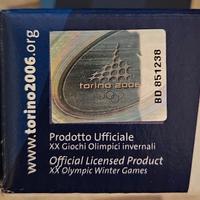 www.torino2006.org
torino 2006
BD 851238
Prodotto Ufficiale
XX Giochi Olimpici invernali
Official Licensed Product
XX Olympic Winter Games